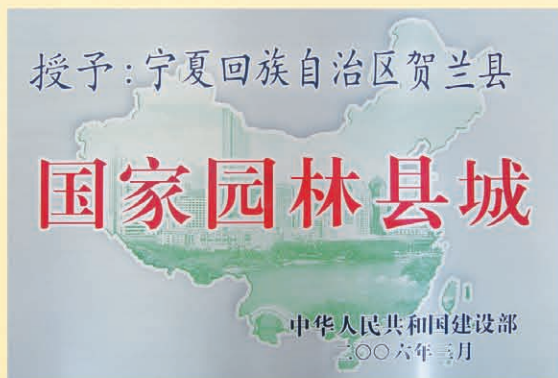 授予:宁夏回族自治区贺兰县
国家园林县城
中华人民共和国建设部
二〇〇六年三月